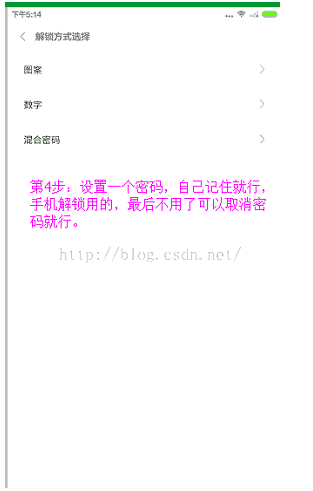 下午5:14
解锁方式选择
图案
数字
混合密码
第4步：设置一个密码，自己记住就行，
手机解锁用的，最后不用了可以取消密
码就行。
http://blog.csdn.net/